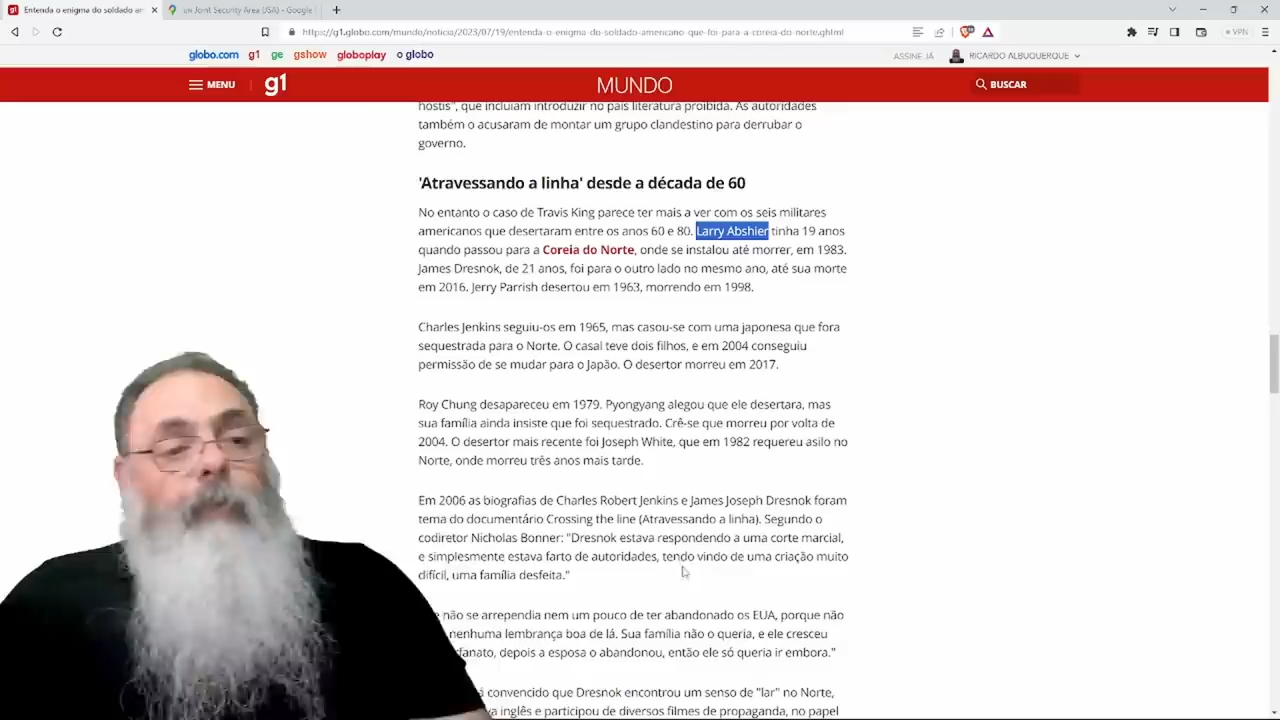 Entenda o enigma do soldado am
UN Joint Security Area (JSA) - Google
https://g1.globo.com/mundo/noticia/2023/07/19/entenda-o-enigma-do-soldado-americano-que-foi-para-a-coreia-do-norte.ghtml
VPN
globo.com g1 ge gshow globoplay o globo
ASSINE JÁ
RICARDO ALBUQUERQUE
MENU
g1
MUNDO
BUSCAR
hostis", que incluíam introduzir no país literatura proibida. As autoridades
também o acusaram de montar um grupo clandestino para derrubar o
governo.
'Atravessando a linha' desde a década de 60
No entanto o caso de Travis King parece ter mais a ver com os seis militares
americanos que desertaram entre os anos 60 e 80. Larry Abshier tinha 19 anos
quando passou para a Coreia do Norte, onde se instalou até morrer, em 1983.
James Dresnok, de 21 anos, foi para o outro lado no mesmo ano, até sua morte
em 2016. Jerry Parrish desertou em 1963, morrendo em 1998.
Charles Jenkins seguiu-os em 1965, mas casou-se com uma japonesa que fora
sequestrada para o Norte. O casal teve dois filhos, e em 2004 conseguiu
permissão de se mudar para o Japão. O desertor morreu em 2017.
Roy Chung desapareceu em 1979. Pyongyang alegou que ele desertara, mas
sua família ainda insiste que foi sequestrado. Crê-se que morreu por volta de
2004. O desertor mais recente foi Joseph White, que em 1982 requereu asilo no
Norte, onde morreu três anos mais tarde.
Em 2006 as biografias de Charles Robert Jenkins e James Joseph Dresnok foram
tema do documentário Crossing the line (Atravessando a linha). Segundo o
codiretor Nicholas Bonner: "Dresnok estava respondendo a uma corte marcial,
e simplesmente estava farto de autoridades, tendo vindo de uma criação muito
difícil, uma família desfeita."
não se arrependia nem um pouco de ter abandonado os EUA, porque não
nenhuma lembrança boa de lá. Sua família não o queria, e ele cresceu
fanato, depois a esposa o abandonou, então ele só queria ir embora."
convencido que Dresnok encontrou um senso de "lar" no Norte,
va inglês e participou de diversos filmes de propaganda, no papel